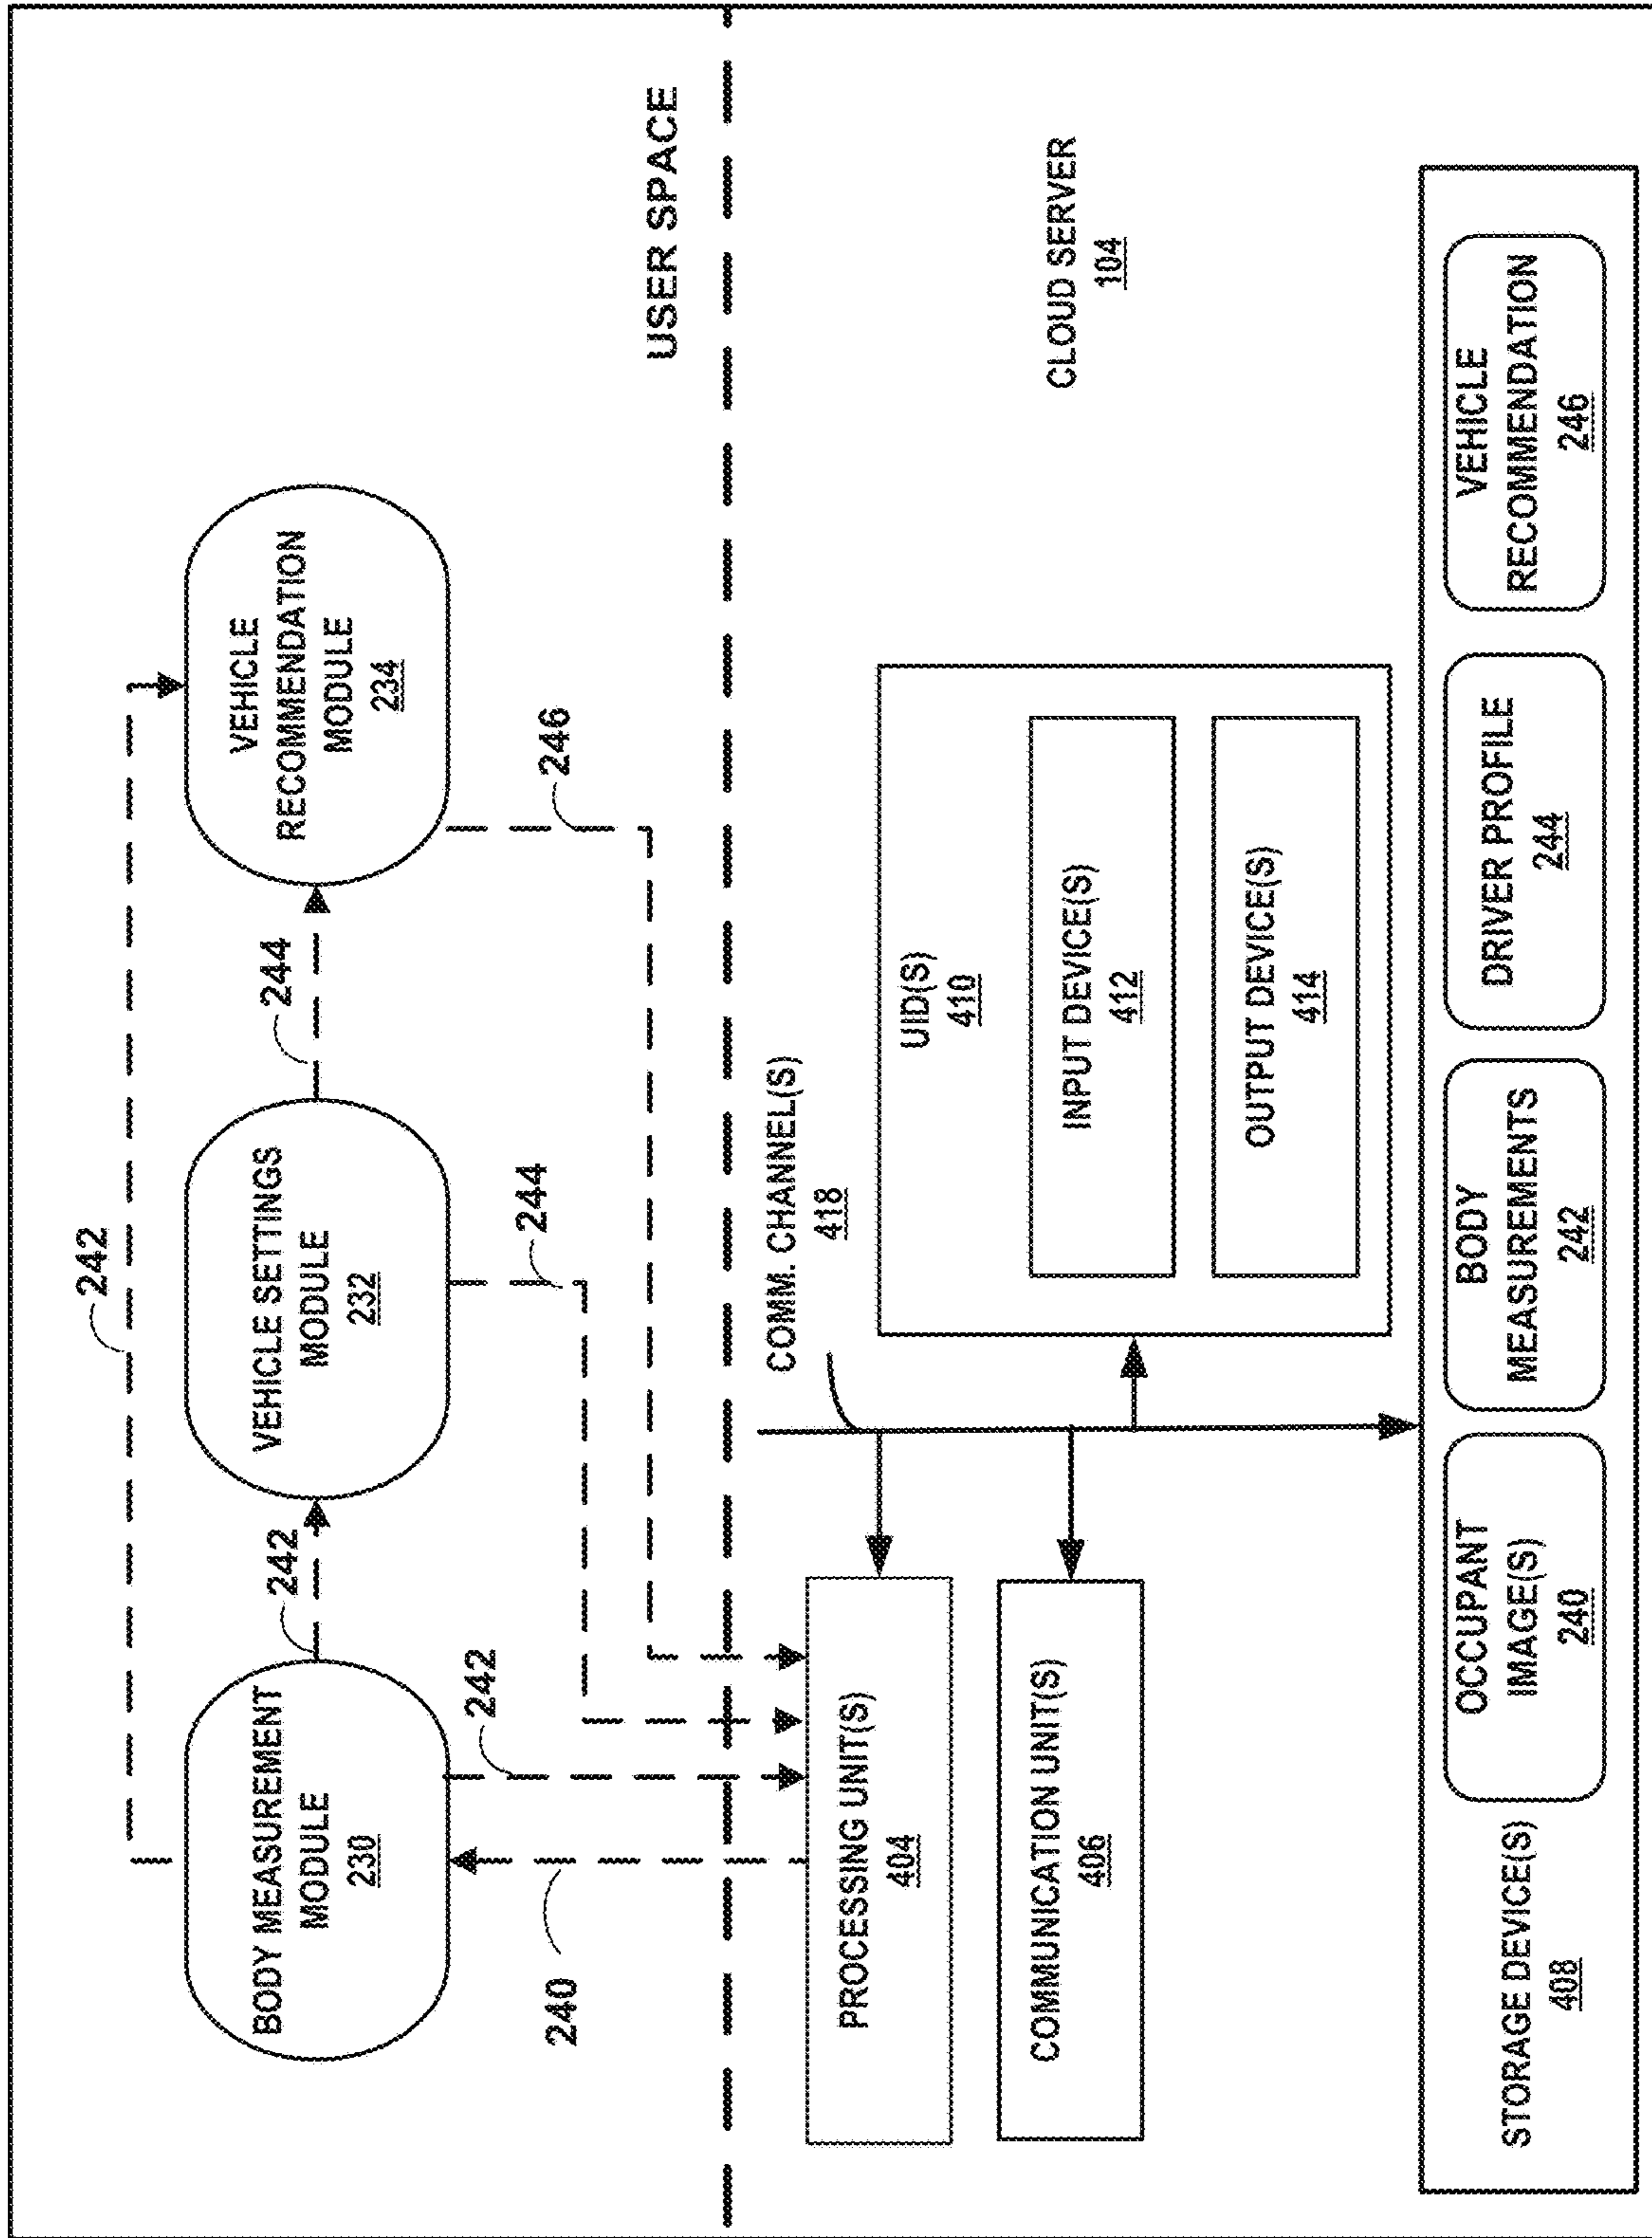 242
BODY MEASUREMENT
MODULE
230
242
VEHICLE SETTINGS
MODULE
232
244
VEHICLE
RECOMMENDATION
MODULE
234
240
242
244
246
USER SPACE
COMM. CHANNEL(S)
418
PROCESSING UNIT(S)
404
COMMUNICATION UNIT(S)
406
UID(S)
410
INPUT DEVICE(S)
412
OUTPUT DEVICE(S)
414
CLOUD SERVER
104
STORAGE DEVICE(S)
408
OCCUPANT
IMAGE(S)
240
BODY
MEASUREMENTS
242
DRIVER PROFILE
244
VEHICLE
RECOMMENDATION
246